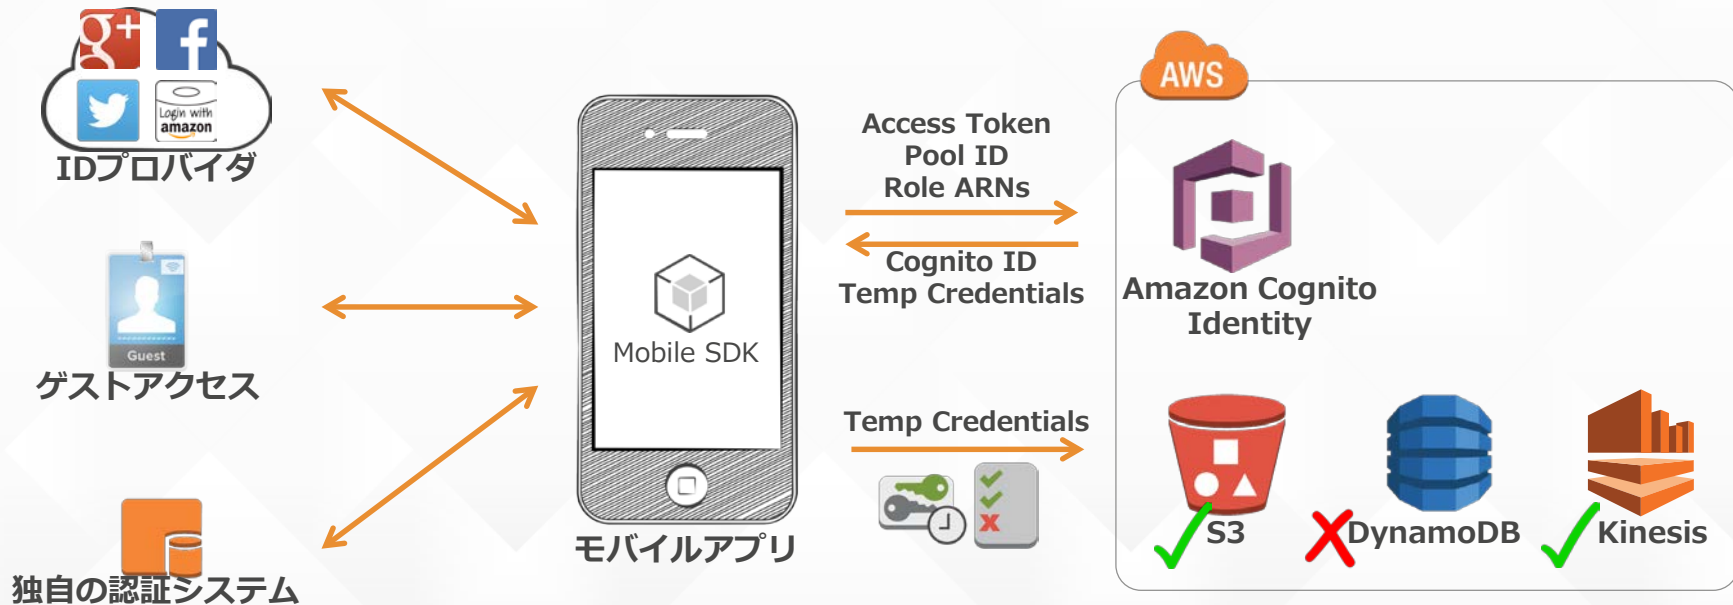 g+
f
Login with
amazon
IDプロバイダ
Guest
ゲストアクセス
独自の認証システム
Mobile SDK
モバイルアプリ
Access Token
Pool ID
Role ARNs
Cognito ID
Temp Credentials
Temp Credentials
AWS
Amazon Cognito
Identity
S3
DynamoDB
Kinesis